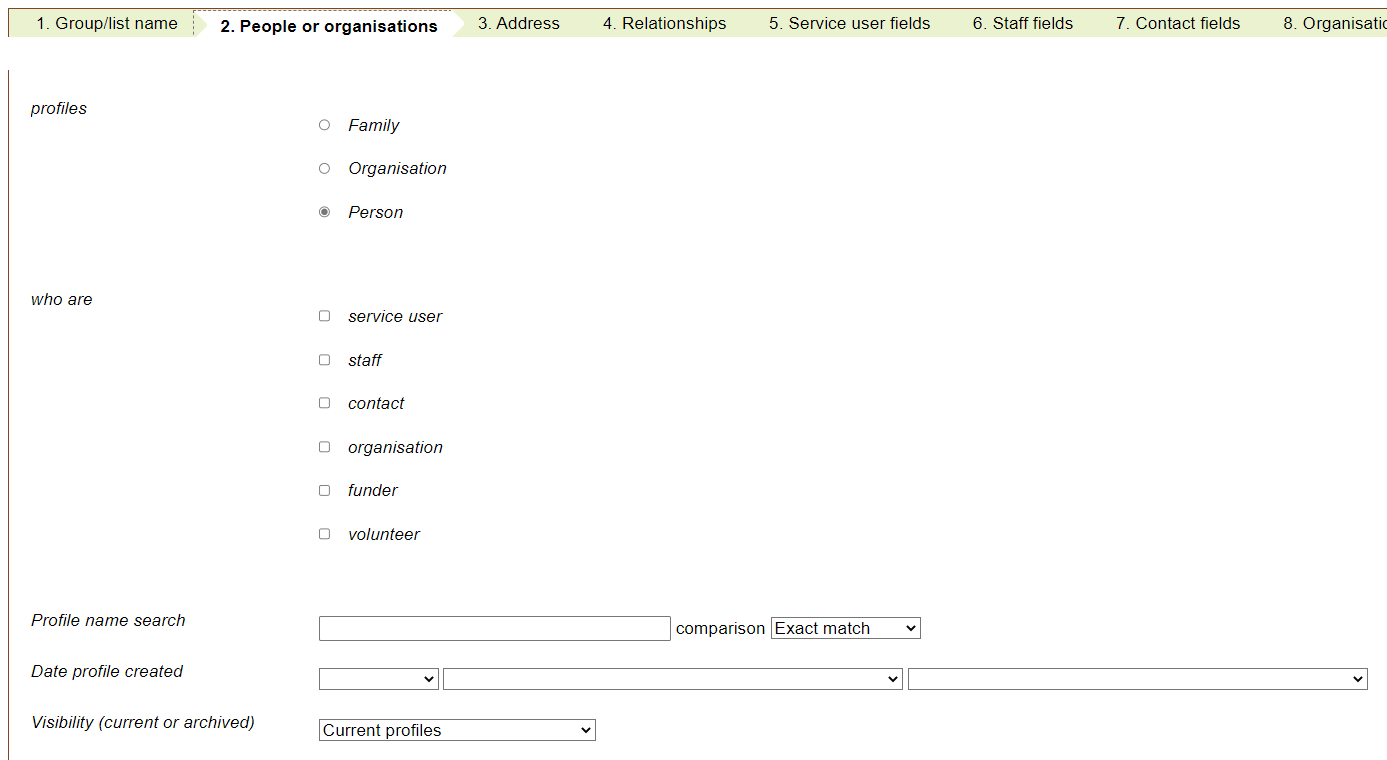 1. Group/list name 2. People or organisations 3. Address 4. Relationships 5. Service user fields 6. Staff fields 7. Contact fields 8. Organisatio
profiles
Family
Organisation
Person
who are
service user
staff
contact
organisation
funder
volunteer
Profile name search comparison Exact match
Date profile created
Visibility (current or archived) Current profiles